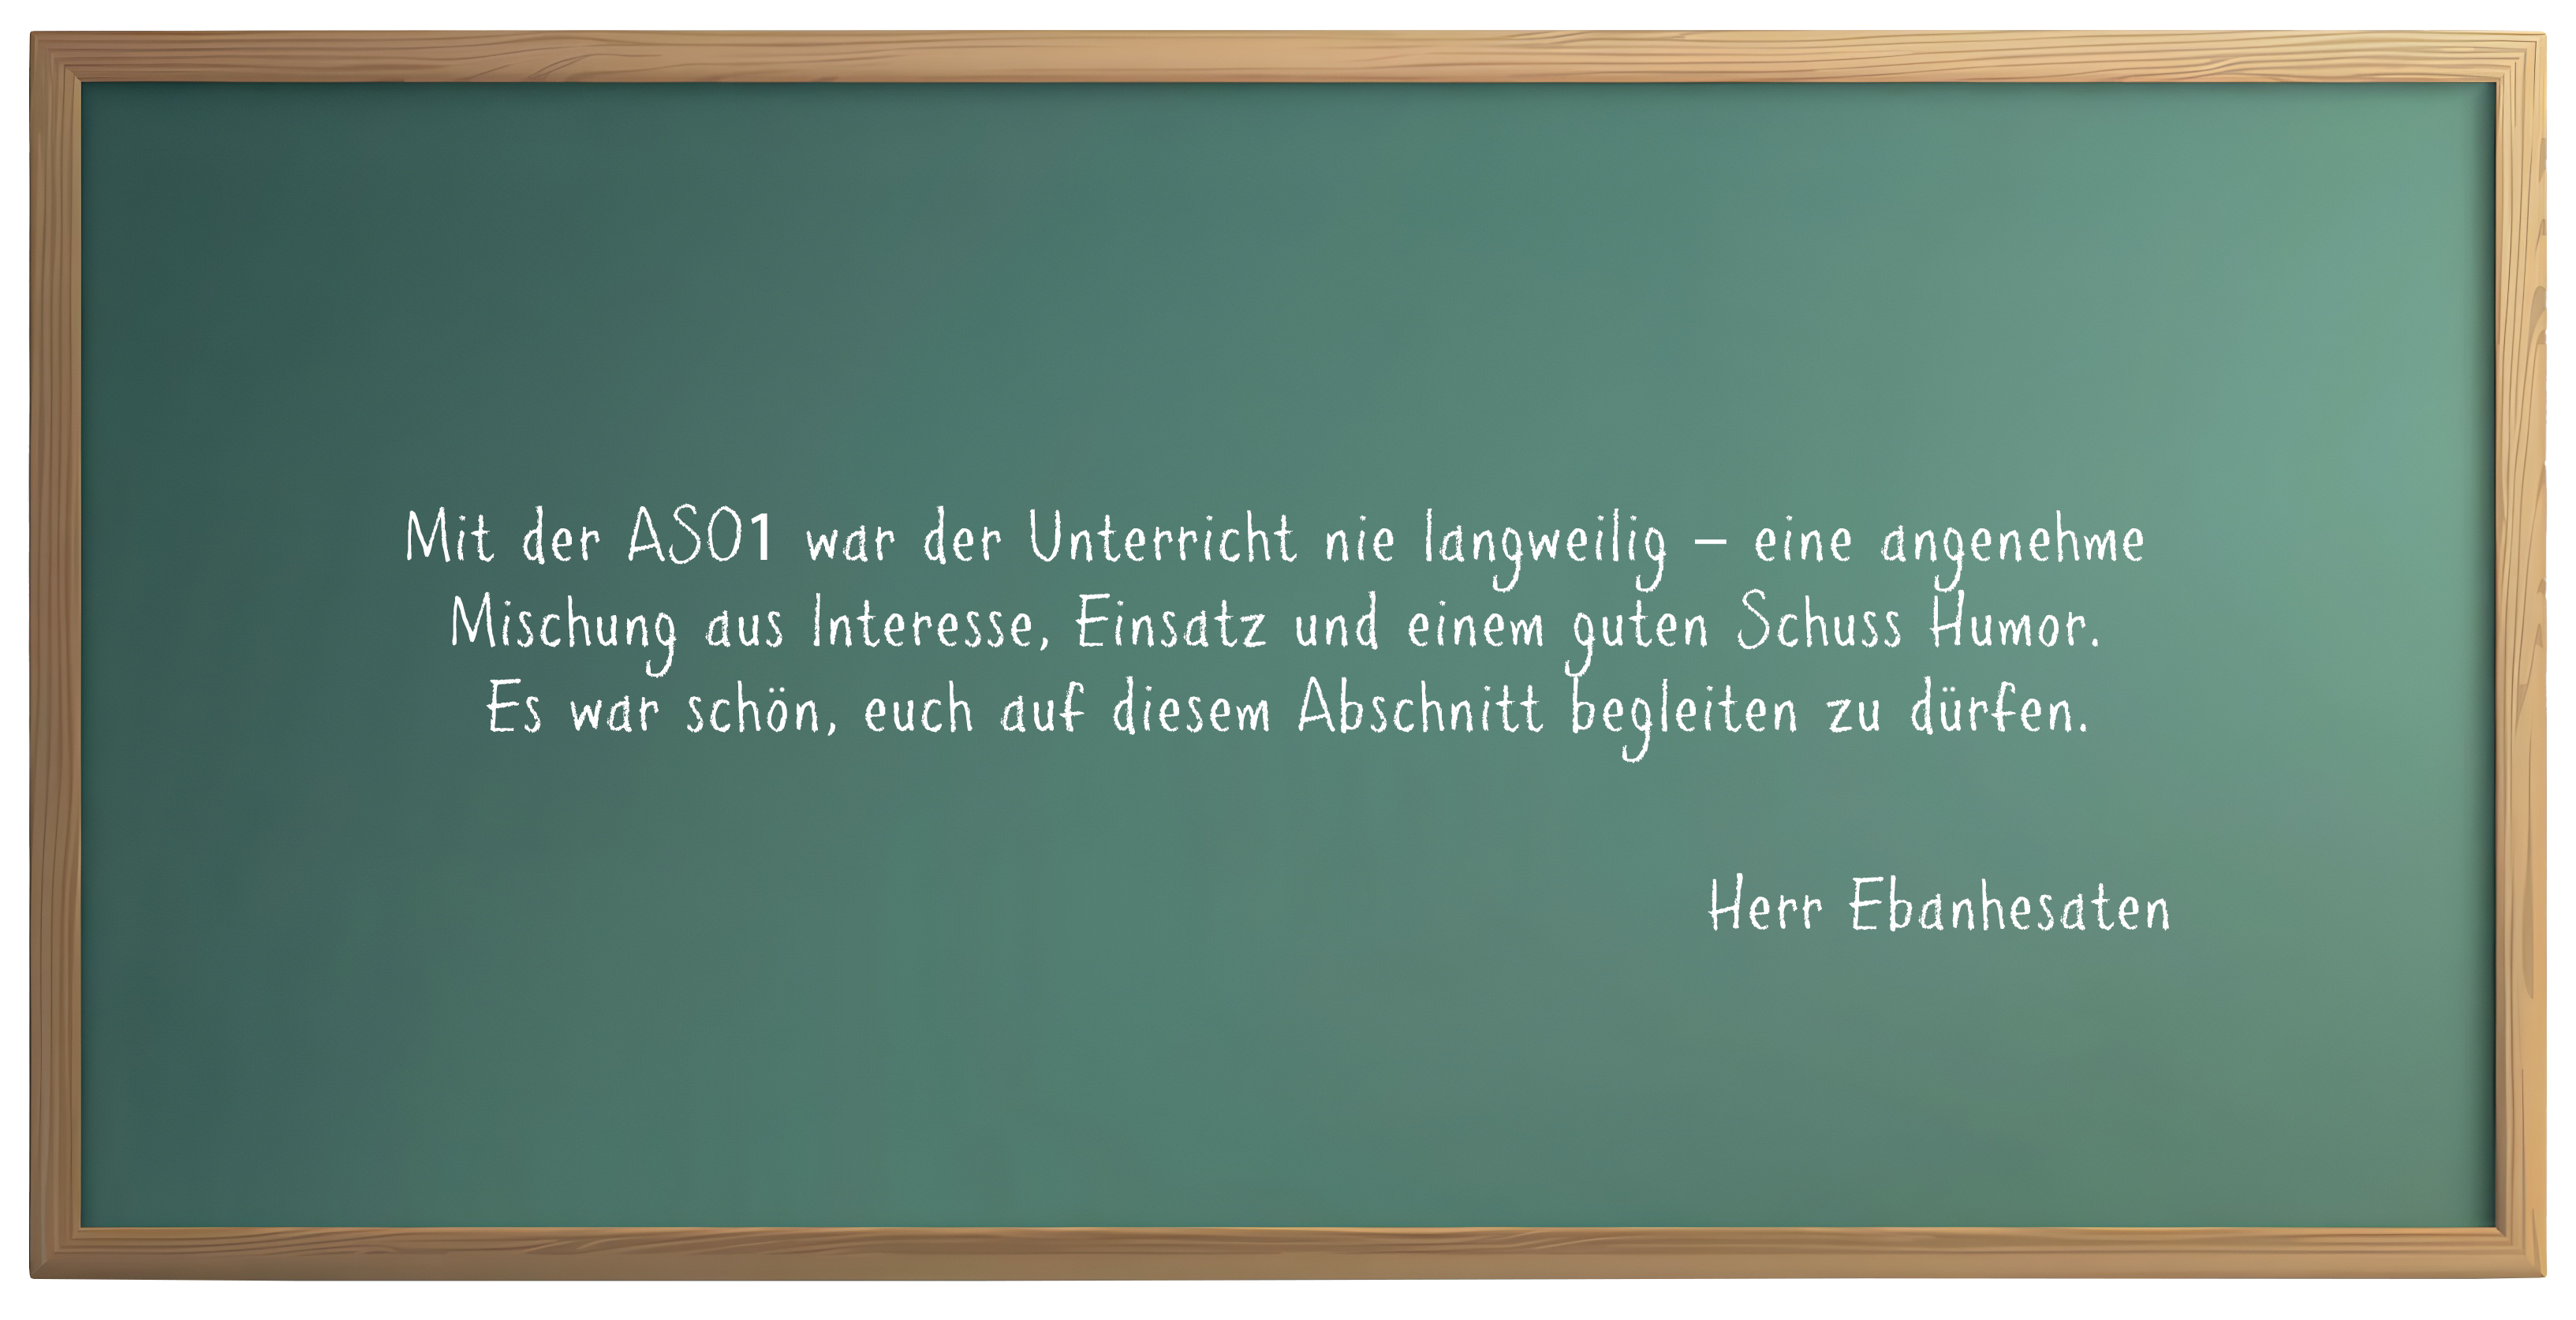 Mit der ASO1 war der Unterricht nie langweilig – eine angenehme
Mischung aus Interesse, Einsatz und einem guten Schuss Humor.
Es war schön, euch auf diesem Abschnitt begleiten zu dürfen.
Herr Ebanhesaten